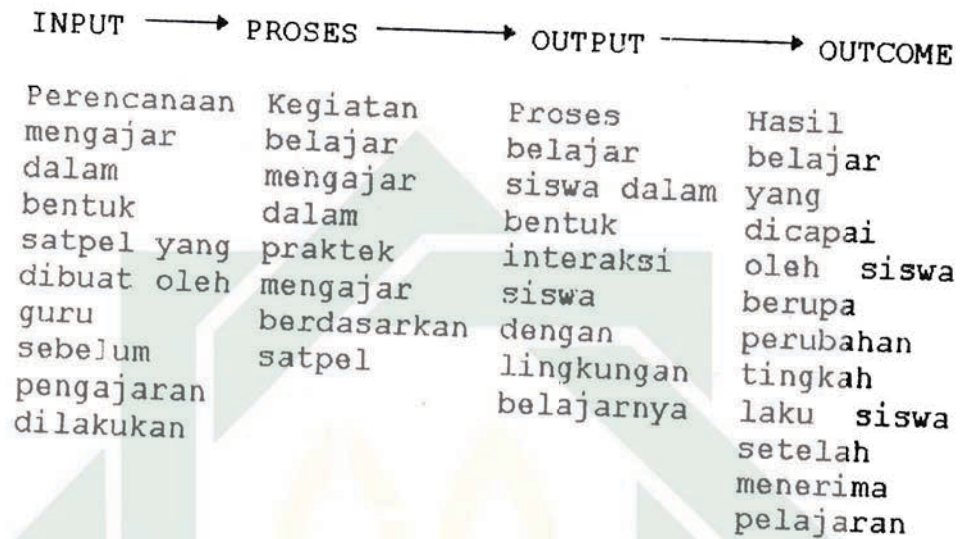 INPUT → PROSES → OUTPUT → OUTCOME
Perencanaan
mengajar
dalam
bentuk
satpel yang
dibuat oleh
guru
sebelum
pengajaran
dilakukan
Kegiatan
belajar
mengajar
dalam
praktek
mengajar
berdasarkan
satpel
Proses
belajar
siswa dalam
bentuk
interaksi
siswa
dengan
lingkungan
belajarnya
Hasil
belajar
yang
dicapai
oleh siswa
berupa
perubahan
tingkah
laku siswa
setelah
menerima
pelajaran